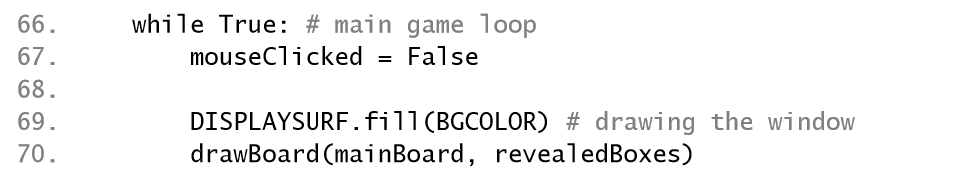 66. while True: # main game loop
67. mouseClicked = False
68.
69. DISPLAYSURF.fill(BGCOLOR) # drawing the window
70. drawBoard(mainBoard, revealedBoxes)